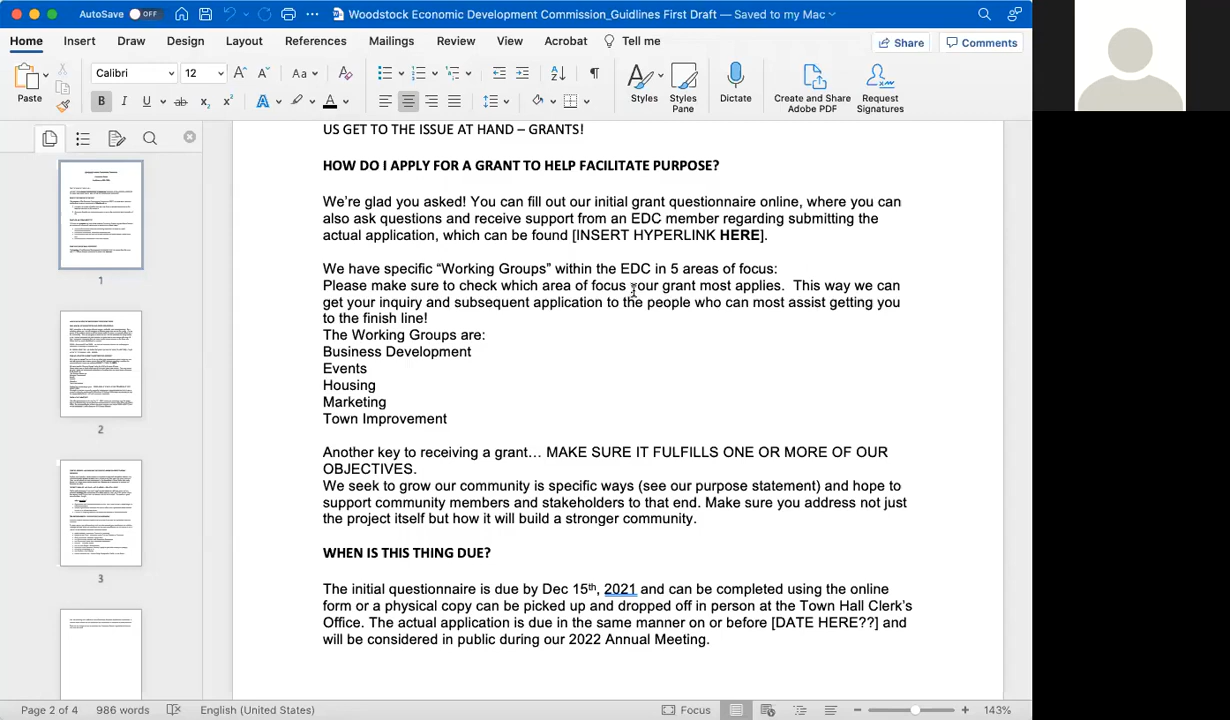 AutoSave OFF
Woodstock Economic Development Commission_Guidlines First Draft — Saved to my Mac
Home Insert Draw Design Layout References Mailings Review View Acrobat Tell me Share Comments
Paste
Calibri 12
Aa
B I U ab x₂ x² A A
Styles
Styles Pane
Dictate
Create and Share Adobe PDF
Request Signatures
1
2
3
US GET TO THE ISSUE AT HAND – GRANTS!
HOW DO I APPLY FOR A GRANT TO HELP FACILITATE PURPOSE?
We’re glad you asked! You can fill out our initial grant questionnaire online, where you can
also ask questions and receive support from an EDC member regarding submitting the
actual application, which can be found [INSERT HYPERLINK HERE].
We have specific “Working Groups” within the EDC in 5 areas of focus:
Please make sure to check which area of focus your grant most applies.  This way we can
get your inquiry and subsequent application to the people who can most assist getting you
to the finish line!
The Working Groups are:
Business Development
Events
Housing
Marketing
Town Improvement
Another key to receiving a grant… MAKE SURE IT FULFILLS ONE OR MORE OF OUR
OBJECTIVES.
We seek to grow our community is specific ways (see our purpose statement) and hope to
support community members and stakeholders to that end. Make sure you address not just
the project itself but how it will build a stronger community.
WHEN IS THIS THING DUE?
The initial questionnaire is due by Dec 15th, 2021 and can be completed using the online
form or a physical copy can be picked up and dropped off in person at the Town Hall Clerk’s
Office. The actual application is due in the same manner on or before [DATE HERE??] and
will be considered in public during our 2022 Annual Meeting.
Page 2 of 4 986 words English (United States) Focus 143%